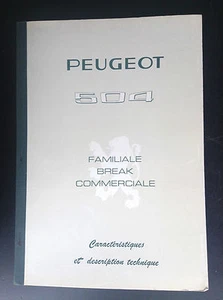 PEUGEOT
504
FAMILIALE
BREAK
COMMERCIALE
Caractéristiques
et description technique